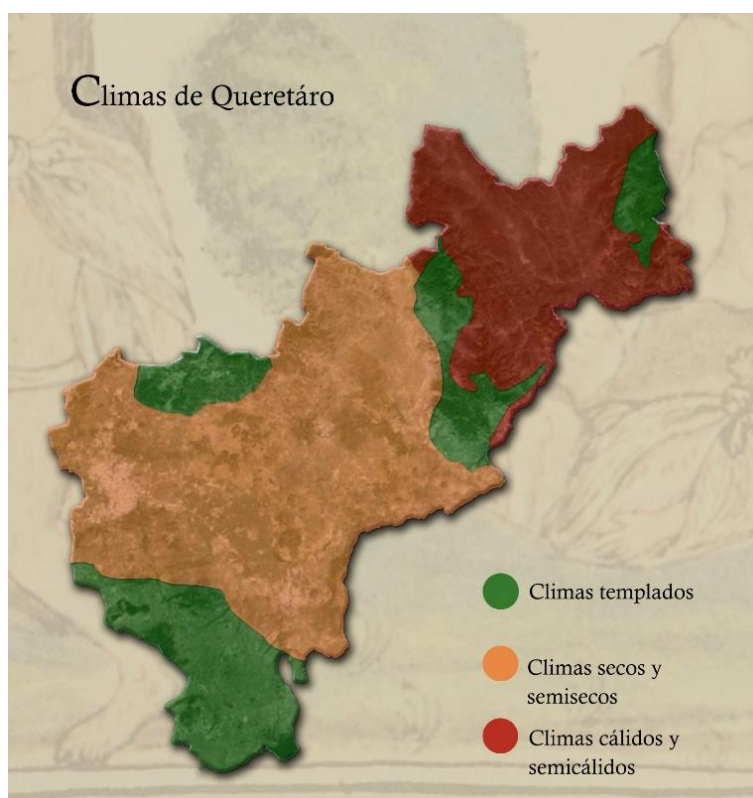 Climas de Queretáro
Climas templados
Climas secos y
semisecos
Climas cálidos y
semicálidos